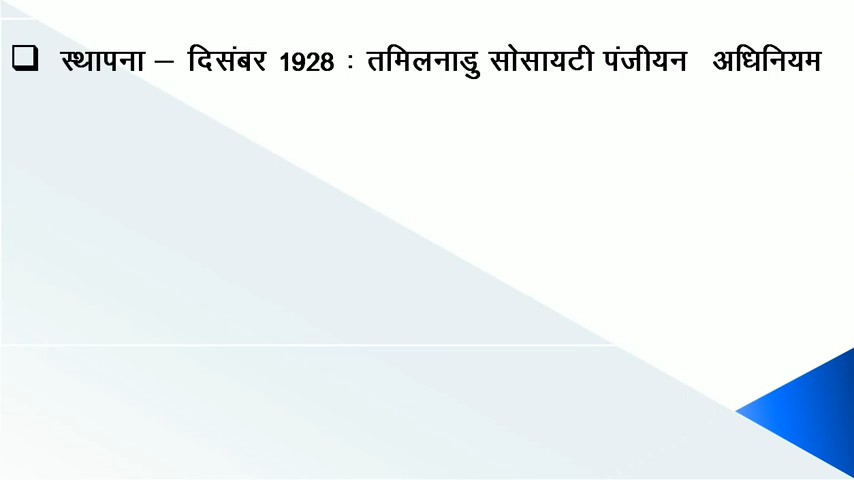 ❑ स्थापना – दिसंबर 1928 : तमिलनाडु सोसायटी पंजीयन अधिनियम